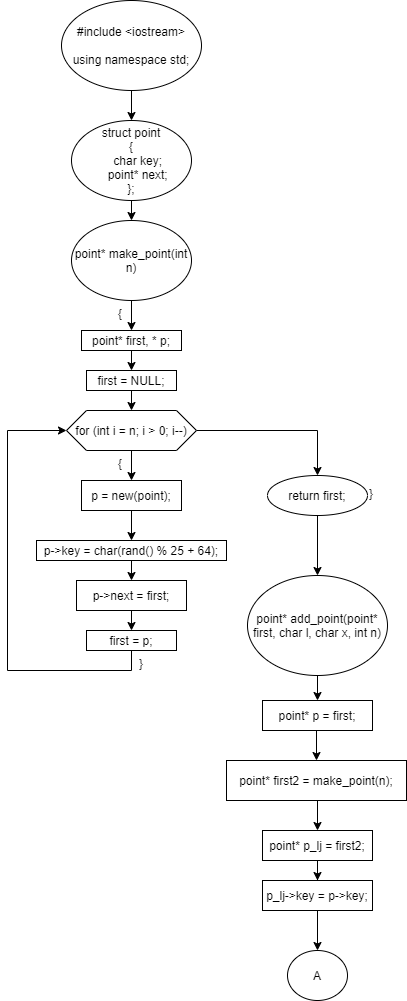 #include <iostream>
using namespace std;
struct point
{
char key;
point* next;
};
point* make_point(int
n)
{
point* first, * p;
first = NULL;
for (int i = n; i > 0; i--)
{
p = new(point);
p->key = char(rand() % 25 + 64);
p->next = first;
first = p;
}
return first;
}
point* add_point(point*
first, char l, char x, int n)
point* p = first;
point* first2 = make_point(n);
point* p_lj = first2;
p_lj->key = p->key;
A